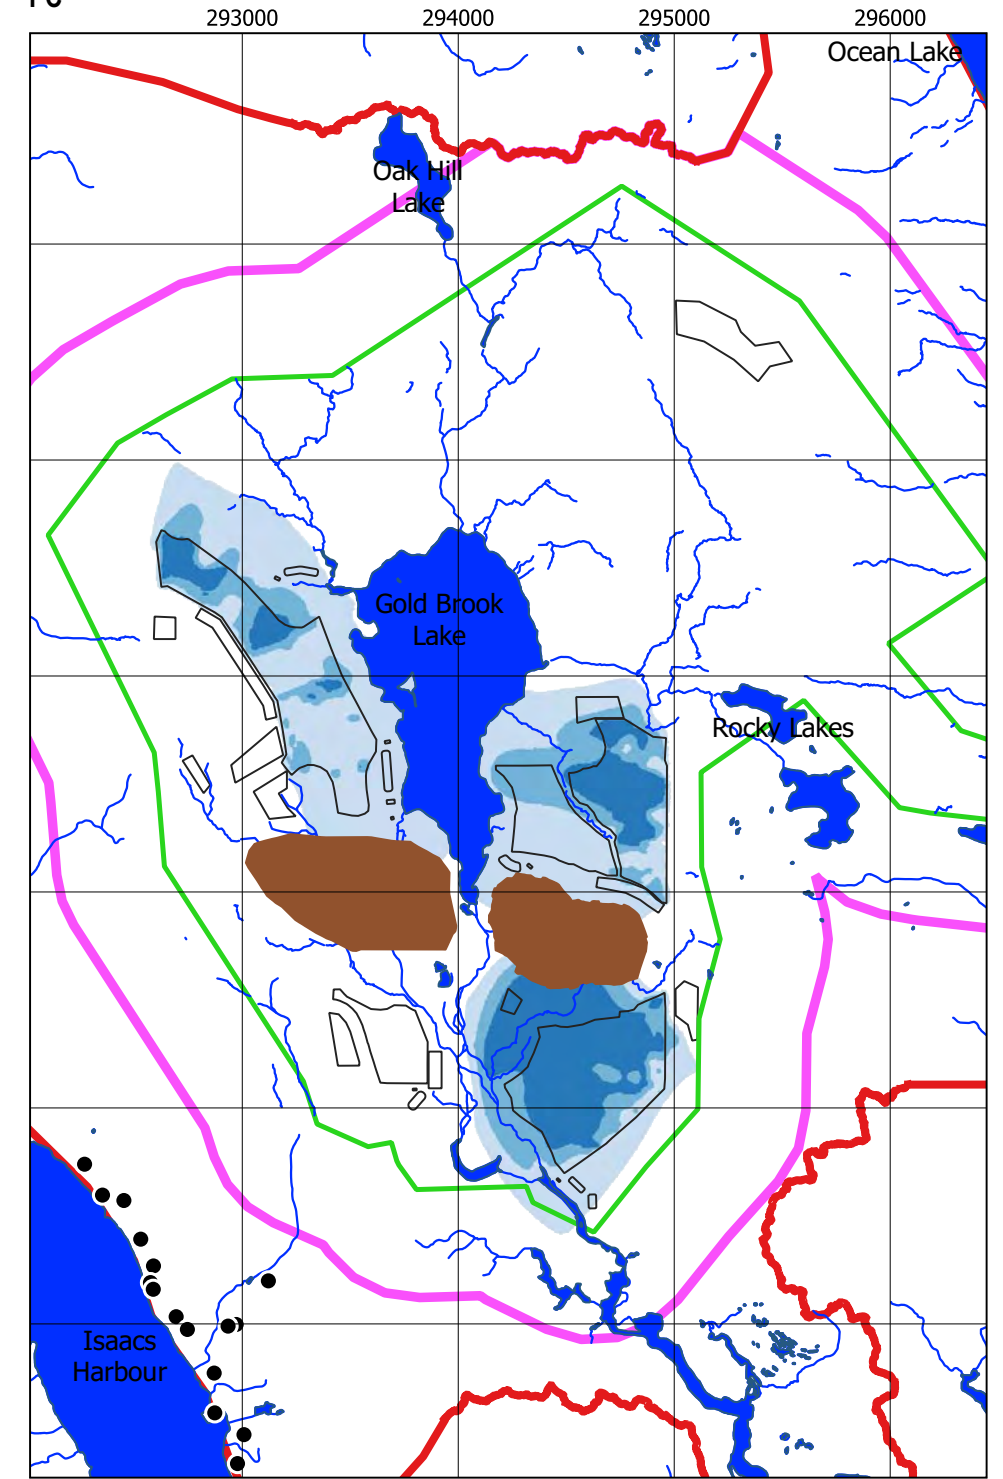 293000 294000 295000 296000
Ocean Lake
Oak Hill
Lake
Gold Brook
Lake
Rocky Lakes
Isaacs
Harbour